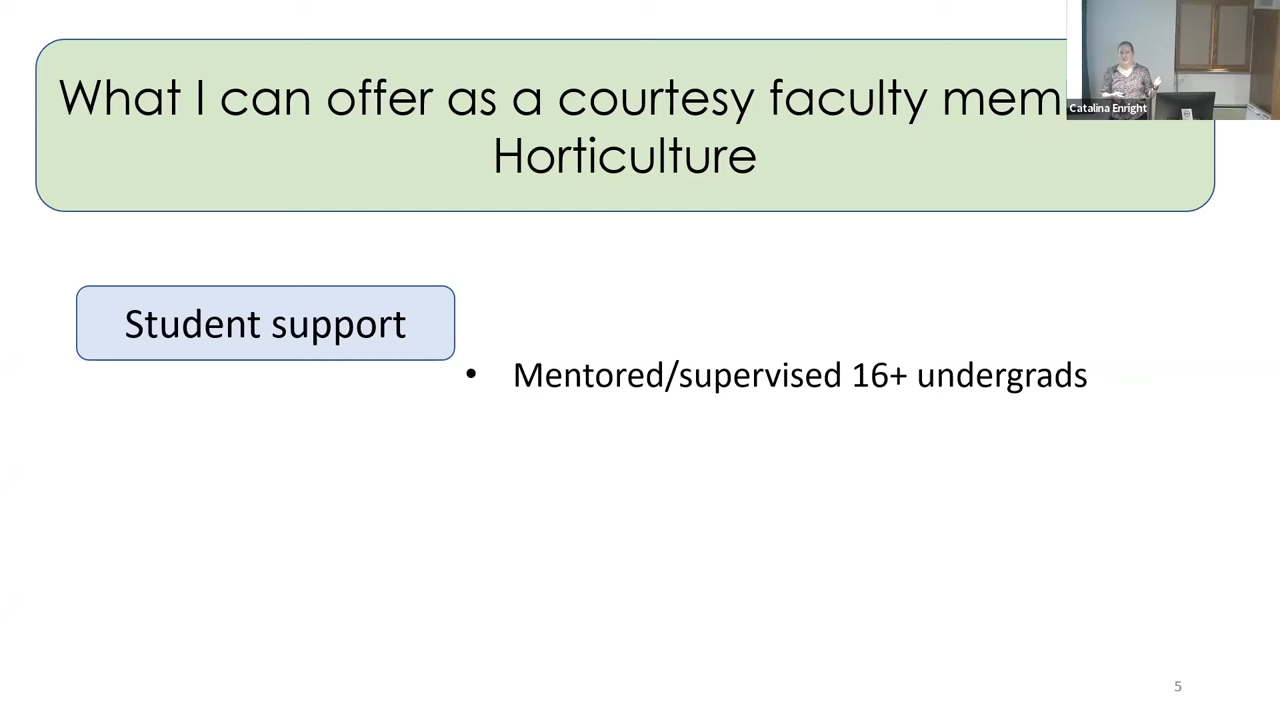 What I can offer as a courtesy faculty mem
Catalina Enright
Horticulture
Student support
• Mentored/supervised 16+ undergrads
5